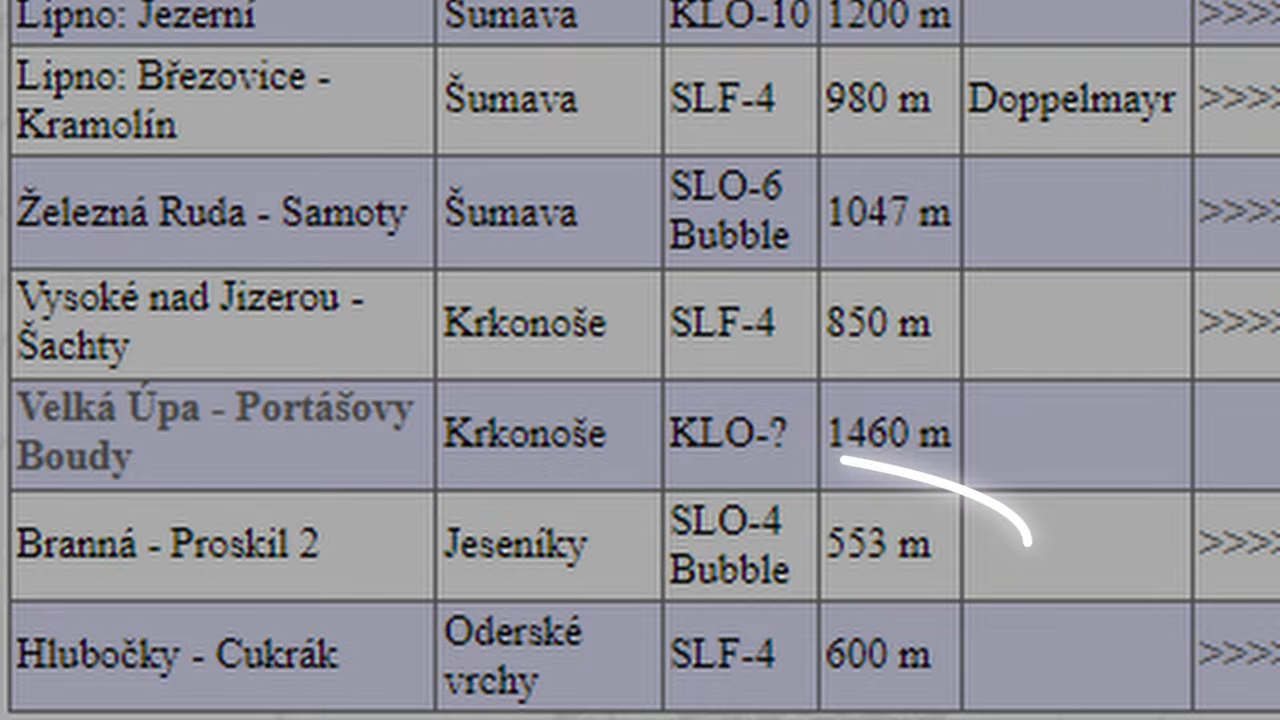 Lipno: Jezerní Šumava KLO-10 1200 m >>>>
Lipno: Březovice -
Kramolín Šumava SLF-4 980 m Doppelmayr >>>>
Železná Ruda - Samoty Šumava SLO-6
Bubble 1047 m >>>>
Vysoké nad Jizerou -
Šachty Krkonoše SLF-4 850 m >>>>
Velká Úpa - Portášovy
Boudy Krkonoše KLO-? 1460 m
Branná - Proskil 2 Jeseníky SLO-4
Bubble 553 m >>>>
Hlubočky - Cukrák Oderské
vrchy SLF-4 600 m >>>>